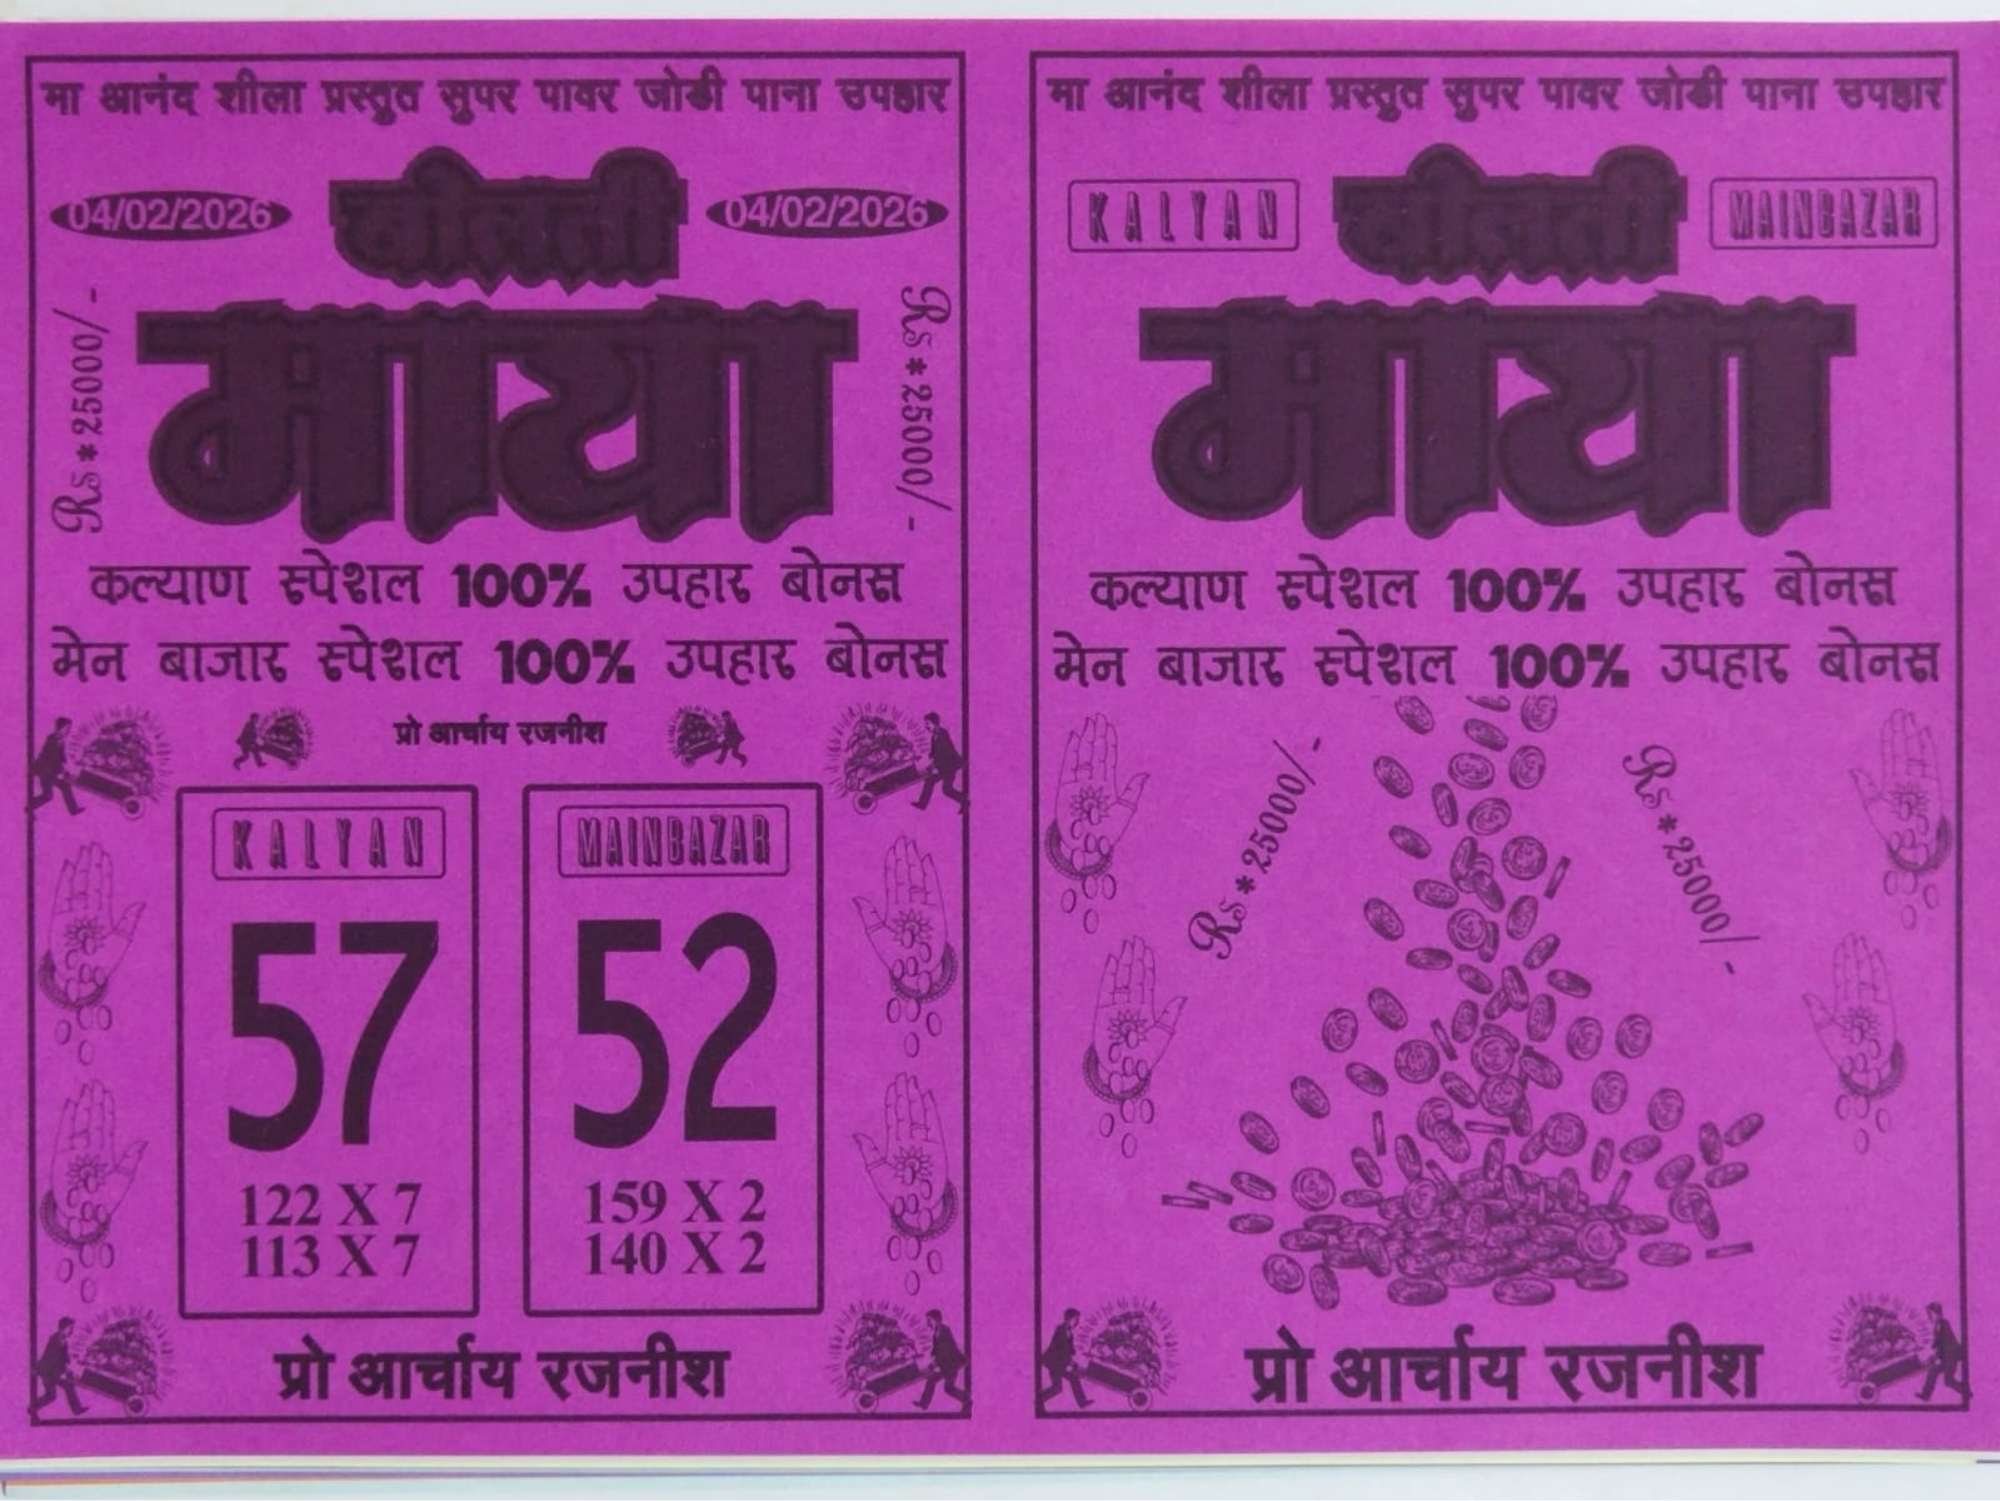 मा आनंद शीला प्रस्तुत सुपर पावर जोडी पाना उपहार
04/02/2026
04/02/2026
माया
Rs * 25000/-
Rs * 25000/-
कल्याण स्पेशल 100% उपहार बोनस
मेन बाजार स्पेशल 100% उपहार बोनस
प्रो आर्चाय रजनीश
KALYAN
57
122 X 7
113 X 7
MAINBAZAR
52
159 X 2
140 X 2
प्रो आर्चाय रजनीश
मा आनंद शीला प्रस्तुत सुपर पावर जोडी पाना उपहार
KALYAN
MAINBAZAR
माया
कल्याण स्पेशल 100% उपहार बोनस
मेन बाजार स्पेशल 100% उपहार बोनस
Rs * 25000/-
Rs * 25000/-
प्रो आर्चाय रजनीश